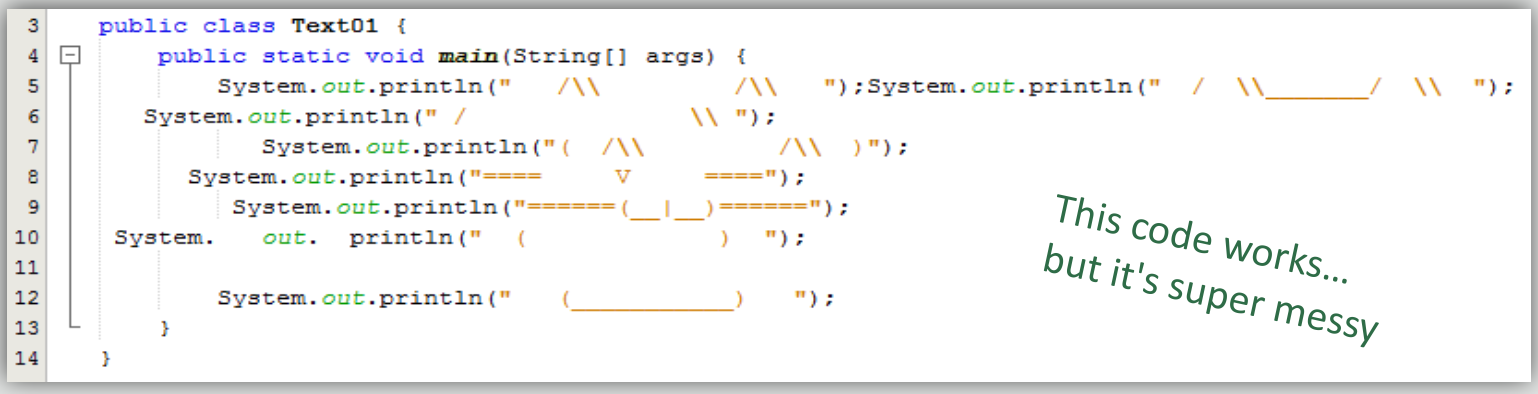 3 public class Text01 {
4 public static void main(String[] args) {
5 System.out.println("   /\\         /\\   ");System.out.println("  /  \\_______/  \\  ");
6 System.out.println(" /               \\ ");
7 System.out.println("(  /\\         /\\  )");
8 System.out.println("====     V     ====");
9 System.out.println("======(__|__)======");
10 System.   out.  println("  (             )  ");
11
12 System.out.println("   (___________)   ");
13 }
14 }
This code works...
but it's super messy